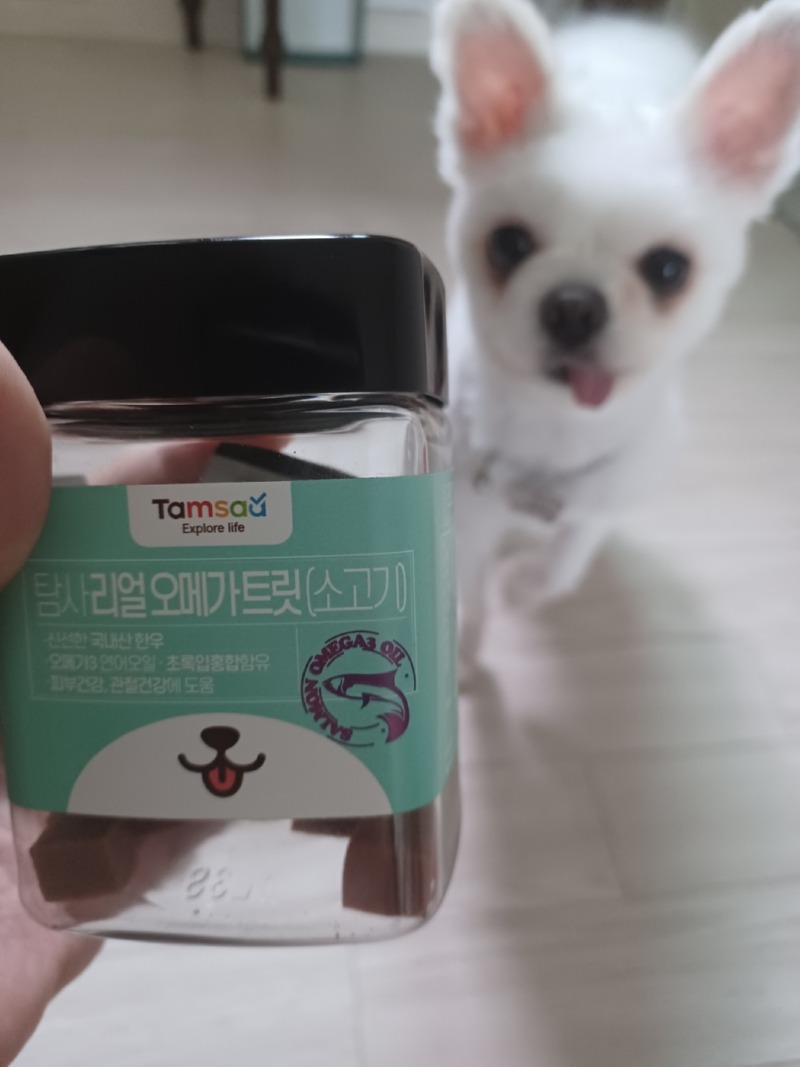 Tamsaa
Explore life
탐사 리얼 오메가 트릿(소고기)
·신선한 국내산 한우
·오메가3 연어오일·초록입홍합함유
·피부건강, 관절건강에 도움
SALMON OMEGA3 OIL